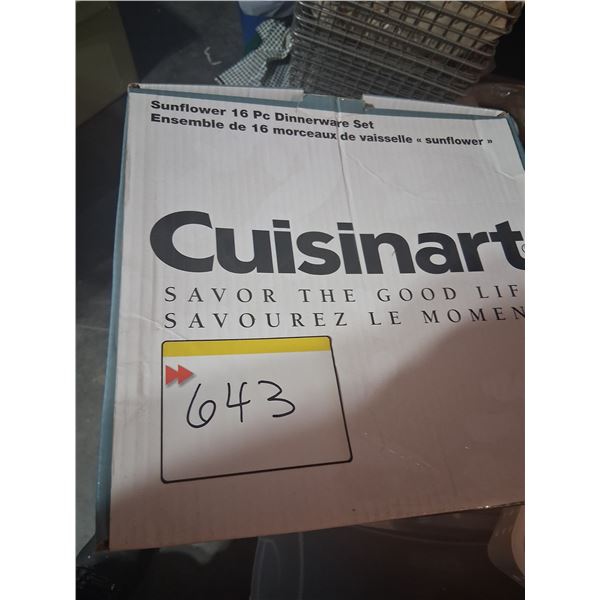 Sunflower 16 Pc Dinnerware Set
Ensemble de 16 morceaux de vaisselle « sunflower »
Cuisinart
SAVOR THE GOOD LIF
SAVOUREZ LE MOMEN
643